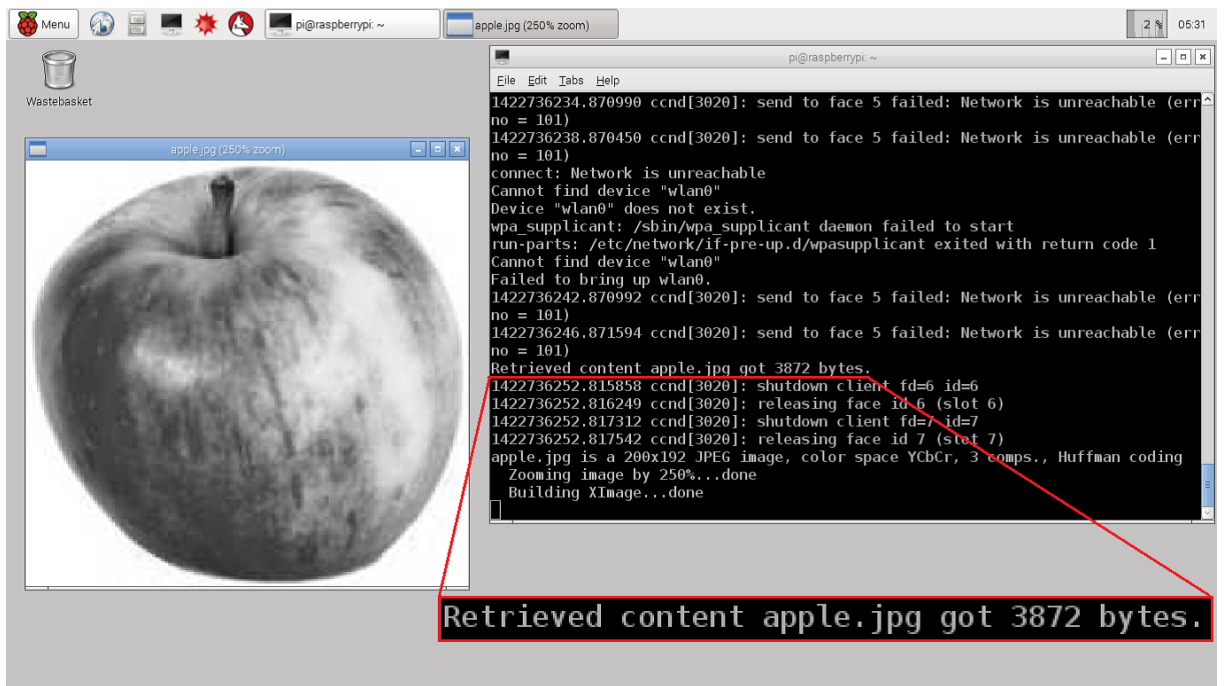 Menu
pi@raspberrypi: ~
apple.jpg (250% zoom)
2 %
05:31
Wastebasket
apple.jpg (250% zoom)
pi@raspberrypi: ~
File Edit Tabs Help
1422736234.870990 ccnd[3020]: send to face 5 failed: Network is unreachable (err
no = 101)
1422736238.870450 ccnd[3020]: send to face 5 failed: Network is unreachable (err
no = 101)
connect: Network is unreachable
Cannot find device "wlan0"
Device "wlan0" does not exist.
wpa_supplicant: /sbin/wpa_supplicant daemon failed to start
run-parts: /etc/network/if-pre-up.d/wpasupplicant exited with return code 1
Cannot find device "wlan0"
Failed to bring up wlan0.
1422736242.870992 ccnd[3020]: send to face 5 failed: Network is unreachable (err
no = 101)
1422736246.871594 ccnd[3020]: send to face 5 failed: Network is unreachable (err
no = 101)
Retrieved content apple.jpg got 3872 bytes.
1422736252.815858 ccnd[3020]: shutdown client fd=6 id=6
1422736252.816249 ccnd[3020]: releasing face id 6 (slot 6)
1422736252.817312 ccnd[3020]: shutdown client fd=7 id=7
1422736252.817542 ccnd[3020]: releasing face id 7 (slot 7)
apple.jpg is a 200x192 JPEG image, color space YCbCr, 3 comps., Huffman coding
Zooming image by 250%...done
Building XImage...done
Retrieved content apple.jpg got 3872 bytes.